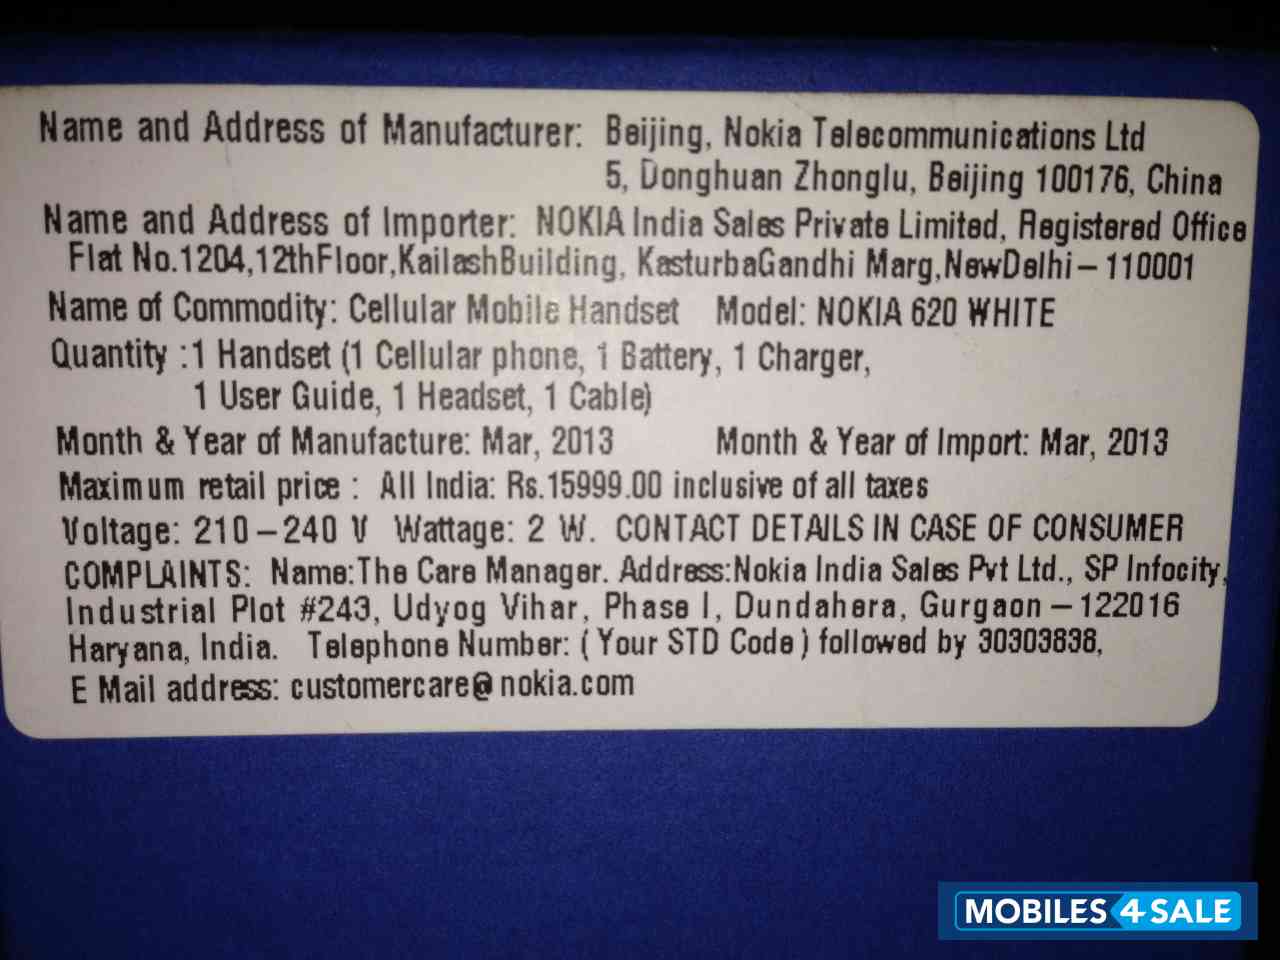 Name and Address of Manufacturer: Beijing, Nokia Telecommunications Ltd
5, Donghuan Zhonglu, Beijing 100176, China
Name and Address of Importer: NOKIA India Sales Private Limited, Registered Office
Flat No.1204,12thFloor,KailashBuilding, KasturbaGandhi Marg,NewDelhi-110001
Name of Commodity: Cellular Mobile Handset Model: NOKIA 620 WHITE
Quantity :1 Handset (1 Cellular phone, 1 Battery, 1 Charger,
1 User Guide, 1 Headset, 1 Cable)
Month & Year of Manufacture: Mar, 2013 Month & Year of Import: Mar, 2013
Maximum retail price : All India: Rs.15999.00 inclusive of all taxes
Voltage: 210-240 V Wattage: 2 W. CONTACT DETAILS IN CASE OF CONSUMER
COMPLAINTS: Name:The Care Manager. Address:Nokia India Sales Pvt Ltd., SP Infocity,
Industrial Plot #243, Udyog Vihar, Phase I, Dundahera, Gurgaon-122016
Haryana, India. Telephone Number: ( Your STD Code ) followed by 30303838,
E Mail address: customercare@nokia.com
MOBILES 4 SALE